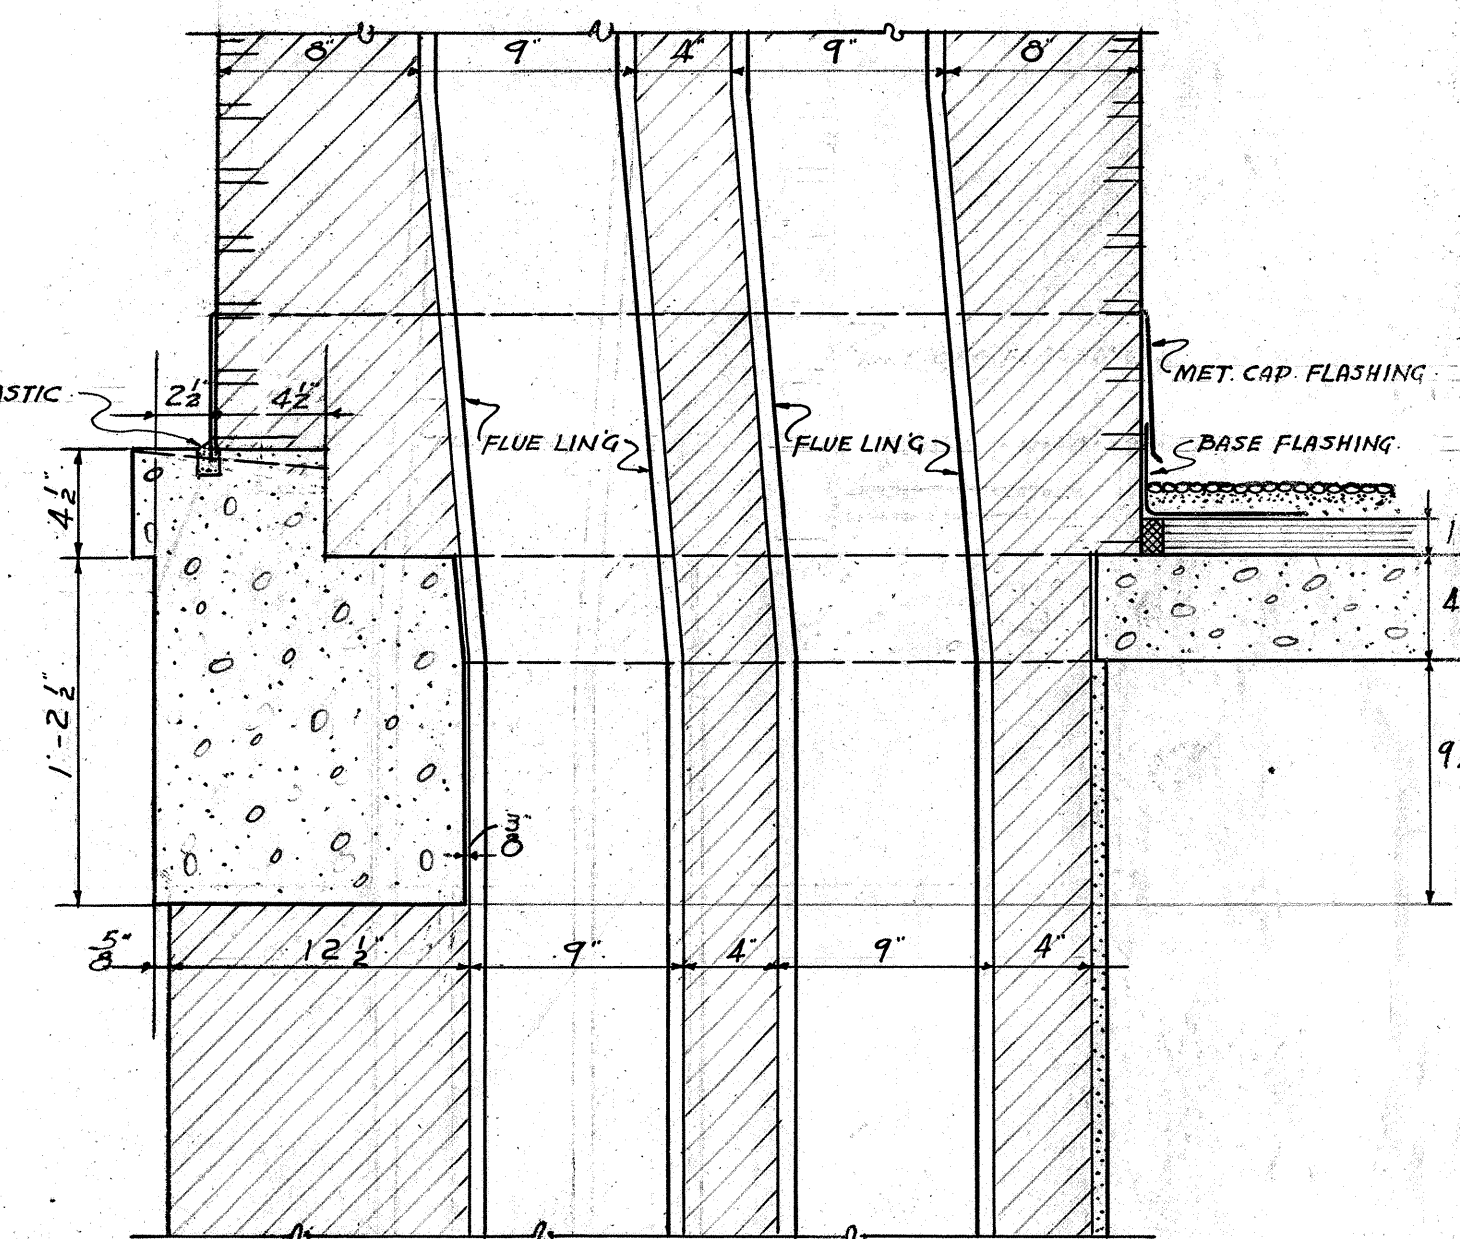 8" 9" 4" 9" 8"
MET. CAP. FLASHING
2½" 4½"
FLUE LIN'G FLUE LIN'G BASE FLASHING
4½"
1'-2½"
⅝" 12½" 9" 4" 9" 4"